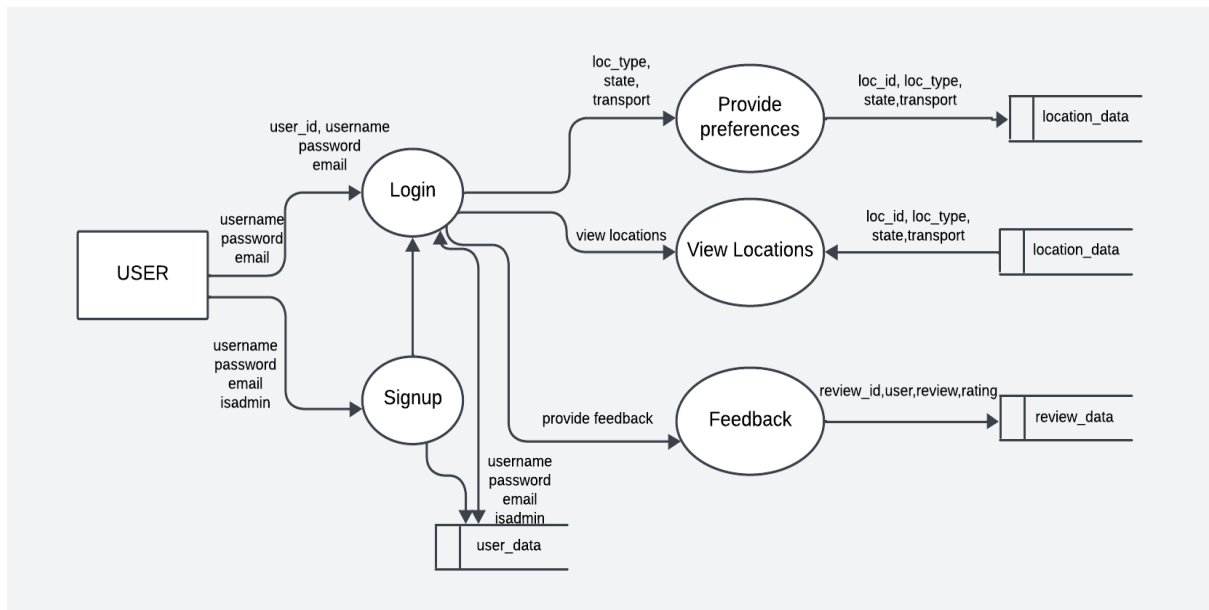 loc_type,
state,
transport
Provide
preferences
loc_id, loc_type,
state,transport
location_data
user_id, username
password
email
Login
username
password
email
USER
view locations
View Locations
loc_id, loc_type,
state,transport
location_data
username
password
email
isadmin
Signup
provide feedback
Feedback
review_id,user,review,rating
review_data
username
password
email
isadmin
user_data